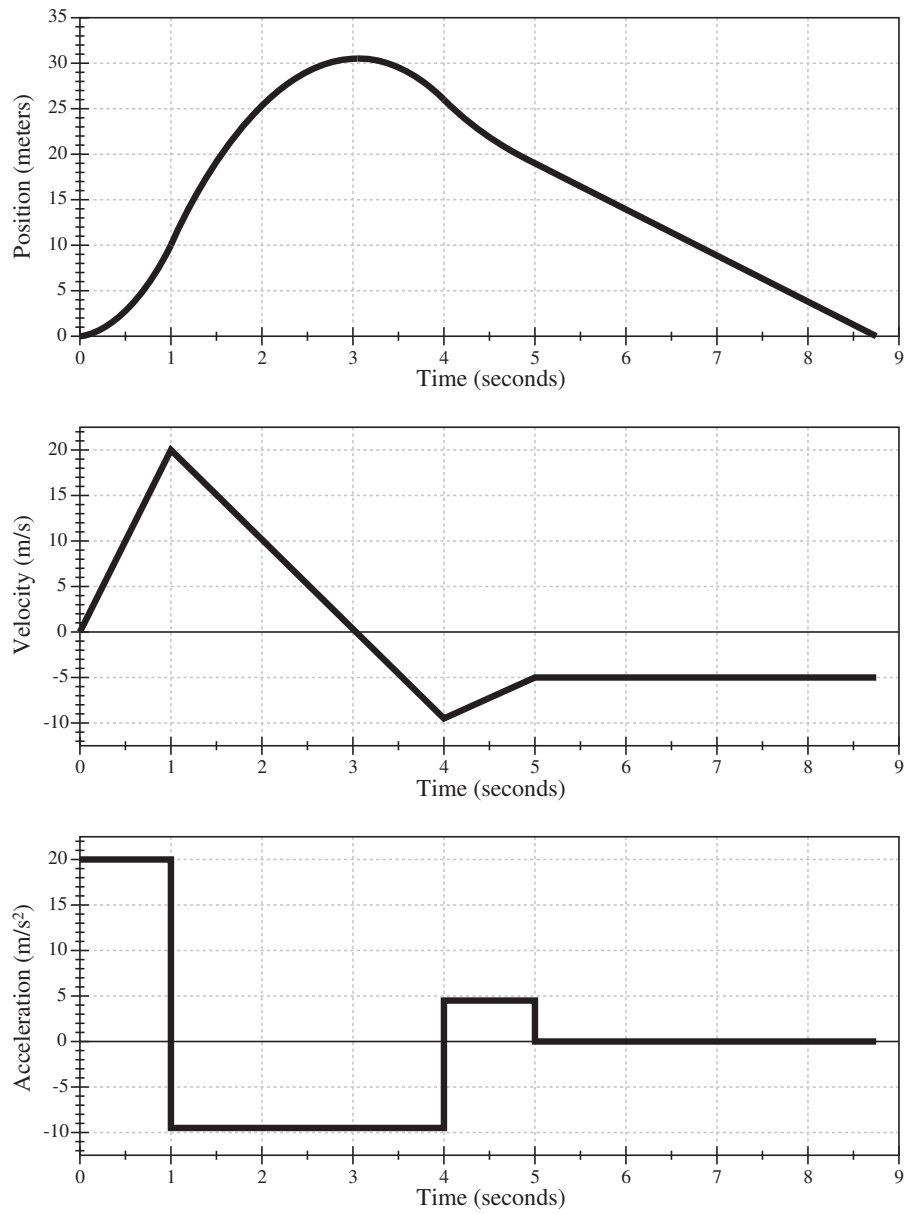 35
30
25
20
15
10
5
0
Position (meters)
0 1 2 3 4 5 6 7 8 9
Time (seconds)
20
15
10
5
0
-5
-10
Velocity (m/s)
0 1 2 3 4 5 6 7 8 9
Time (seconds)
20
15
10
5
0
-5
-10
Acceleration (m/s²)
0 1 2 3 4 5 6 7 8 9
Time (seconds)